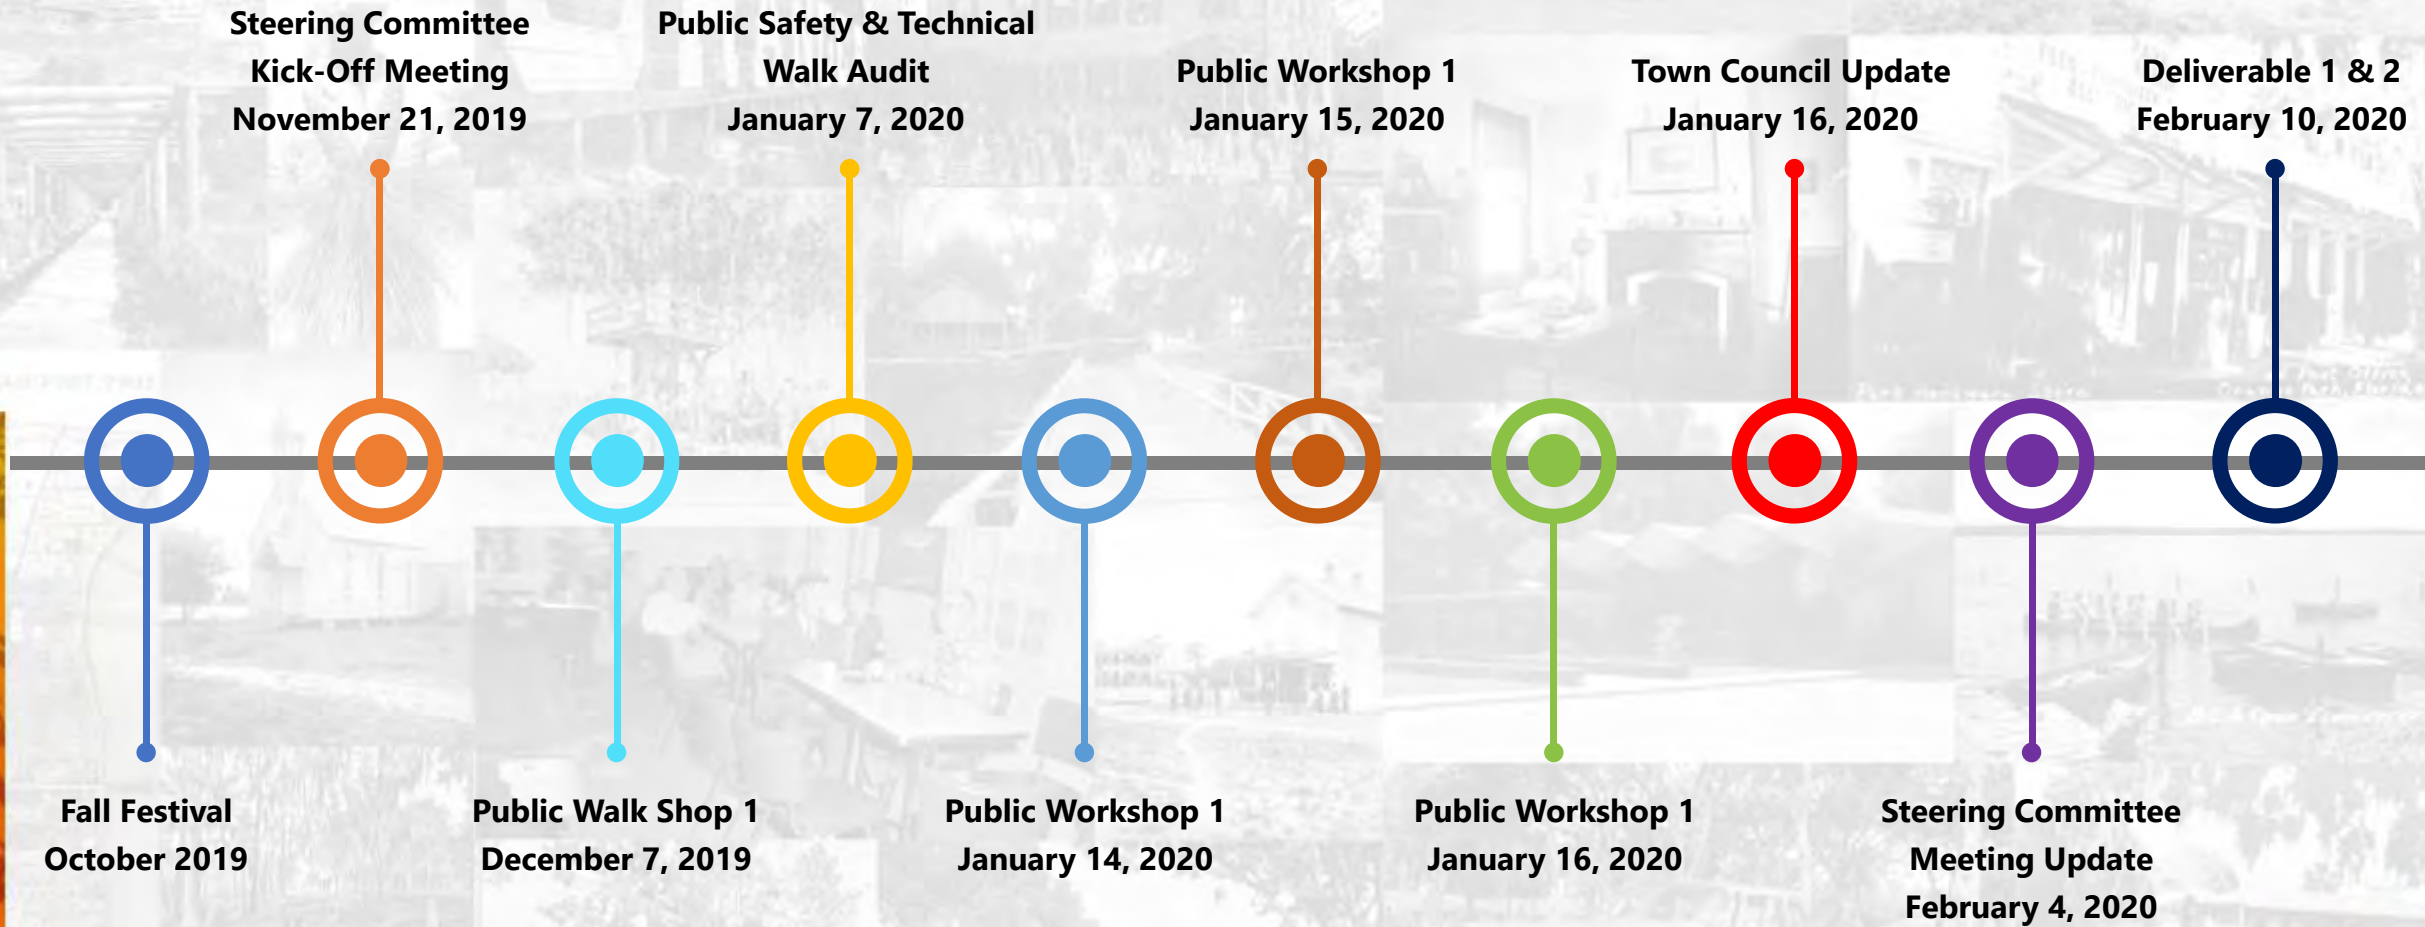 Steering Committee
Kick-Off Meeting
November 21, 2019
Public Safety & Technical
Walk Audit
January 7, 2020
Public Workshop 1
January 15, 2020
Town Council Update
January 16, 2020
Deliverable 1 & 2
February 10, 2020
Fall Festival
October 2019
Public Walk Shop 1
December 7, 2019
Public Workshop 1
January 14, 2020
Public Workshop 1
January 16, 2020
Steering Committee
Meeting Update
February 4, 2020